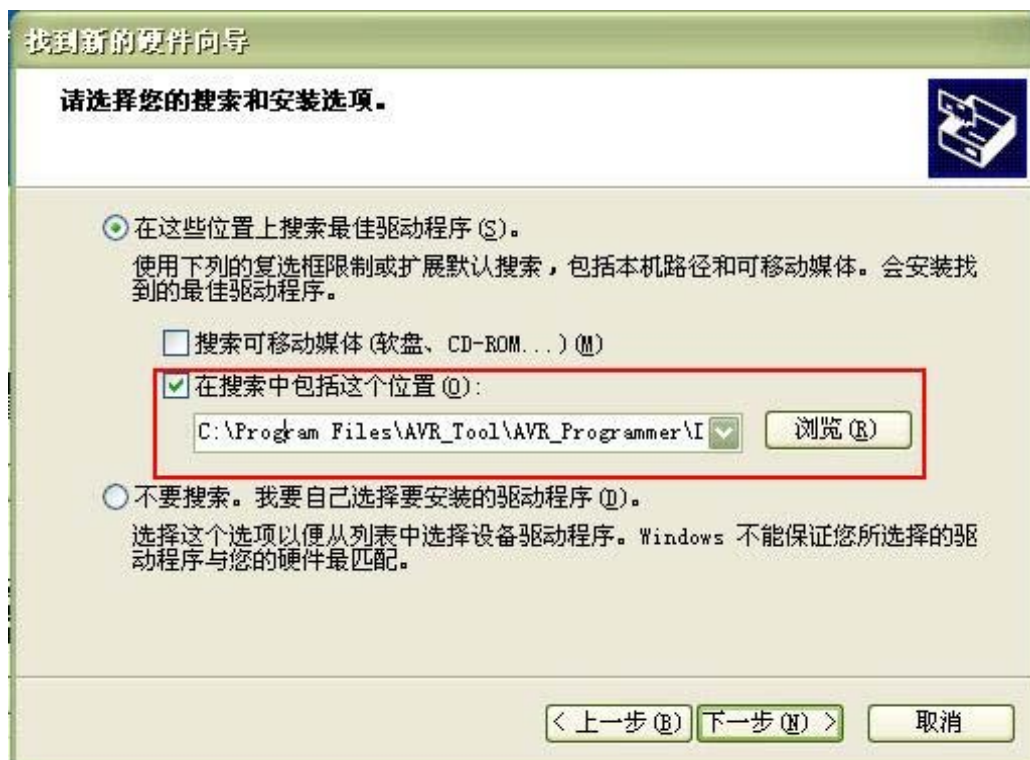 找到新的硬件向导
请选择您的搜索和安装选项。
在这些位置上搜索最佳驱动程序(S)。
使用下列的复选框限制或扩展默认搜索，包括本机路径和可移动媒体。会安装找
到的最佳驱动程序。
搜索可移动媒体(软盘、CD-ROM...)(M)
在搜索中包括这个位置(O):
C:\Program Files\AVR_Tool\AVR_Programmer\I
浏览(R)
不要搜索。我要自己选择要安装的驱动程序(D)。
选择这个选项以便从列表中选择设备驱动程序。Windows 不能保证您所选择的驱
动程序与您的硬件最匹配。
< 上一步(B) 下一步(N) > 取消